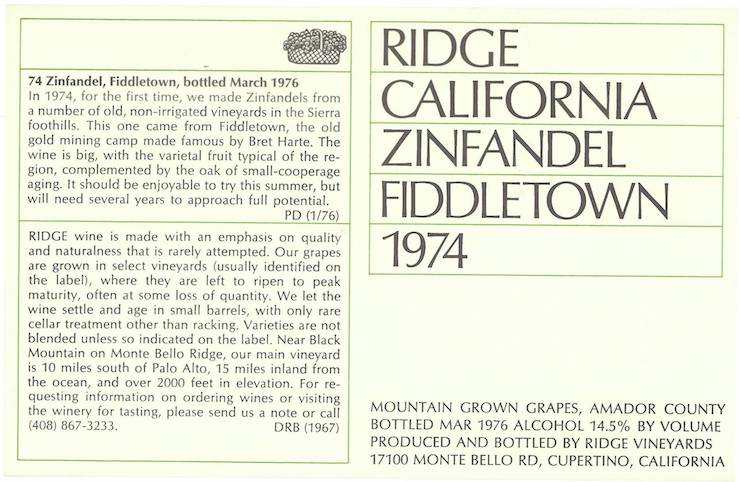 74 Zinfandel, Fiddletown, bottled March 1976
In 1974, for the first time, we made Zinfandels from
a number of old, non-irrigated vineyards in the Sierra
foothills. This one came from Fiddletown, the old
gold mining camp made famous by Bret Harte. The
wine is big, with the varietal fruit typical of the re-
gion, complemented by the oak of small-cooperage
aging. It should be enjoyable to try this summer, but
will need several years to approach full potential.
PD (1/76)
RIDGE wine is made with an emphasis on quality
and naturalness that is rarely attempted. Our grapes
are grown in select vineyards (usually identified on
the label), where they are left to ripen to peak
maturity, often at some loss of quantity. We let the
wine settle and age in small barrels, with only rare
cellar treatment other than racking. Varieties are not
blended unless so indicated on the label. Near Black
Mountain on Monte Bello Ridge, our main vineyard
is 10 miles south of Palo Alto, 15 miles inland from
the ocean, and over 2000 feet in elevation. For re-
questing information on ordering wines or visiting
the winery for tasting, please send us a note or call
(408) 867-3233. DRB (1967)
RIDGE
CALIFORNIA
ZINFANDEL
FIDDLETOWN
1974
MOUNTAIN GROWN GRAPES, AMADOR COUNTY
BOTTLED MAR 1976 ALCOHOL 14.5% BY VOLUME
PRODUCED AND BOTTLED BY RIDGE VINEYARDS
17100 MONTE BELLO RD, CUPERTINO, CALIFORNIA